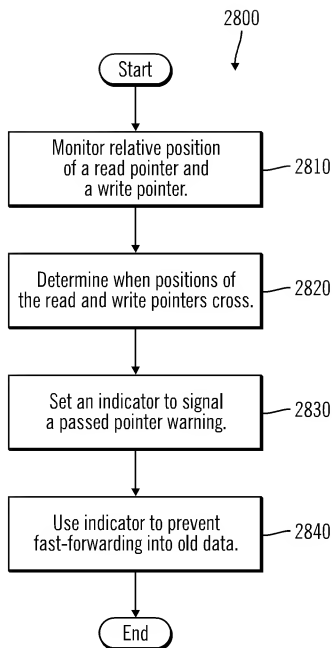 2800
Start
Monitor relative position
of a read pointer and
a write pointer.
2810
Determine when positions of
the read and write pointers cross.
2820
Set an indicator to signal
a passed pointer warning.
2830
Use indicator to prevent
fast-forwarding into old data.
2840
End